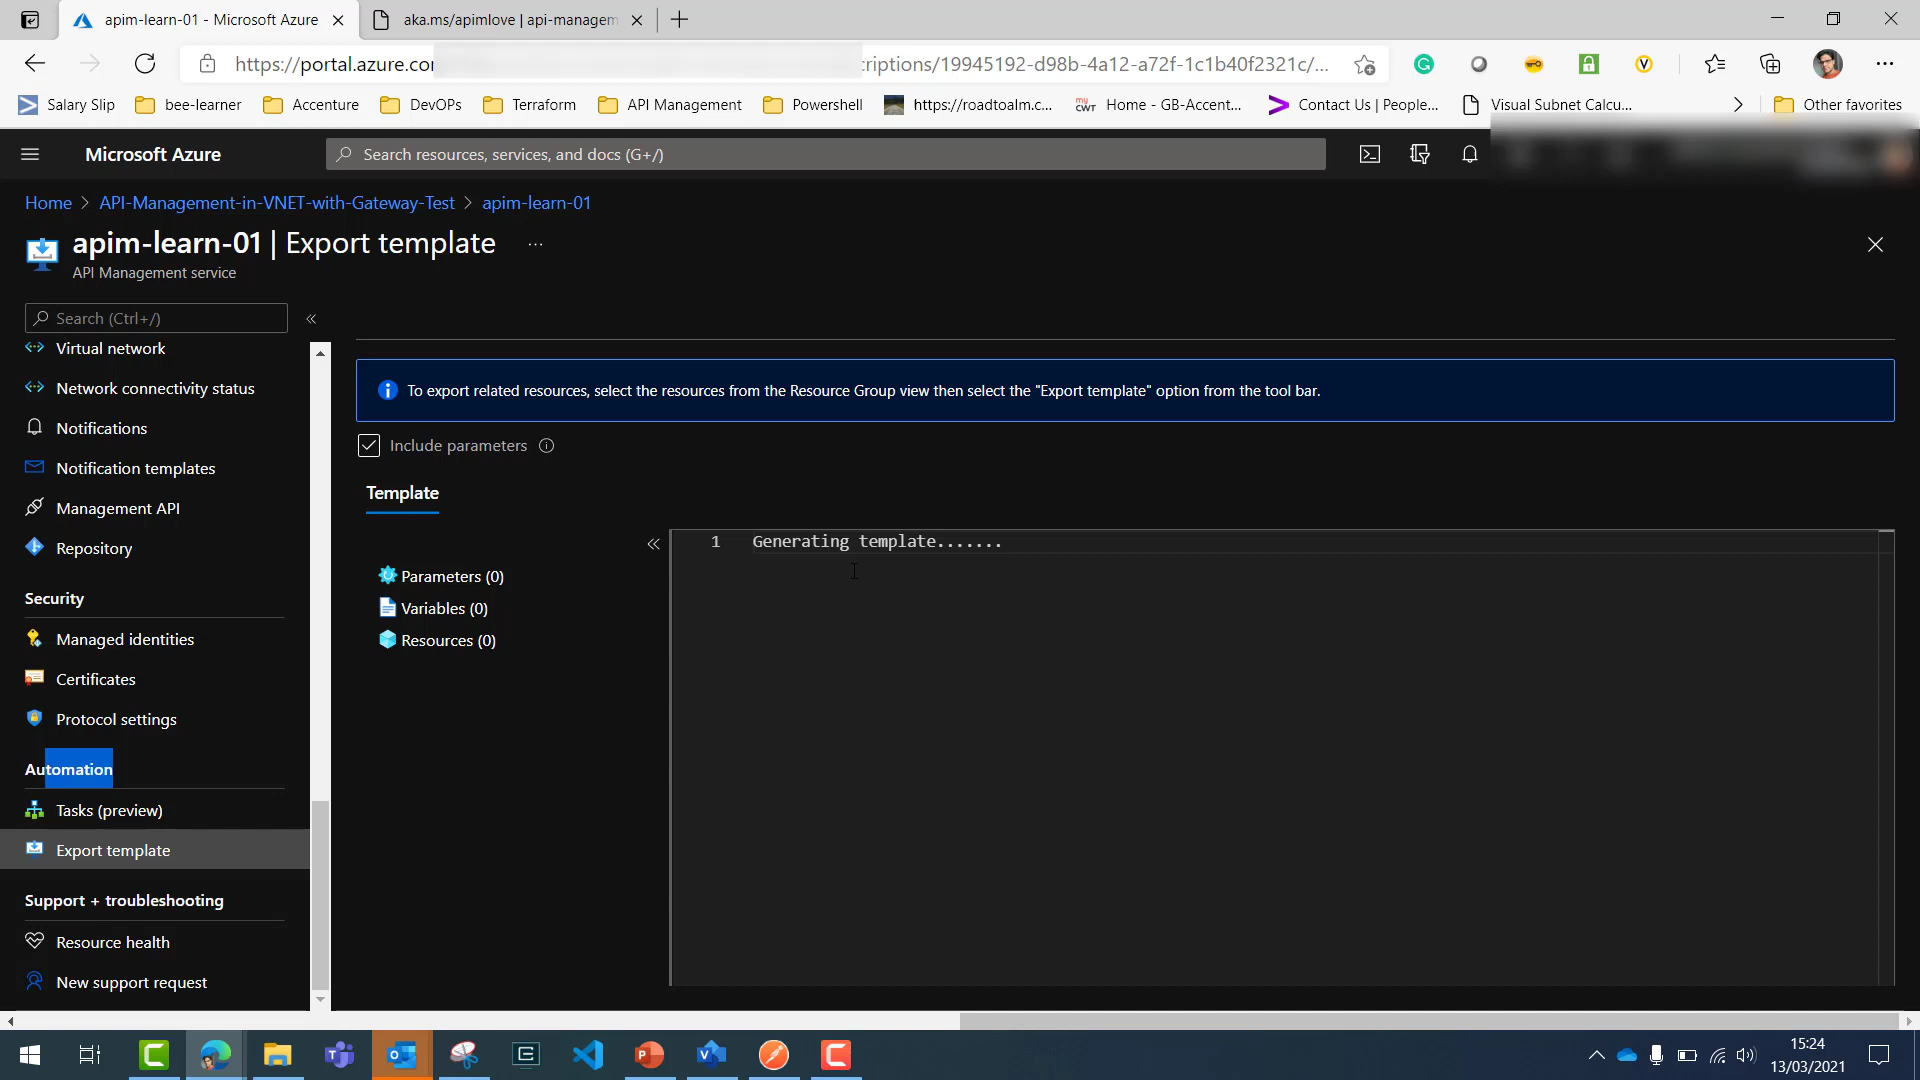 apim-learn-01 - Microsoft Azure
aka.ms/apimlove | api-managem
https://portal.azure.co
criptions/19945192-d98b-4a12-a72f-1c1b40f2321c/...
Salary Slip
bee-learner
Accenture
DevOPs
Terraform
API Management
Powershell
https://roadtoalm.c...
my CWT
Home - GB-Accent...
Contact Us | People...
Visual Subnet Calcu...
Other favorites
Microsoft Azure
Search resources, services, and docs (G+/)
Home > API-Management-in-VNET-with-Gateway-Test > apim-learn-01
apim-learn-01 | Export template ...
API Management service
Search (Ctrl+/)
Virtual network
Network connectivity status
Notifications
Notification templates
Management API
Repository
Security
Managed identities
Certificates
Protocol settings
Automation
Tasks (preview)
Export template
Support + troubleshooting
Resource health
New support request
To export related resources, select the resources from the Resource Group view then select the "Export template" option from the tool bar.
Include parameters
Template
Parameters (0)
Variables (0)
Resources (0)
1 Generating template.......
15:24
13/03/2021